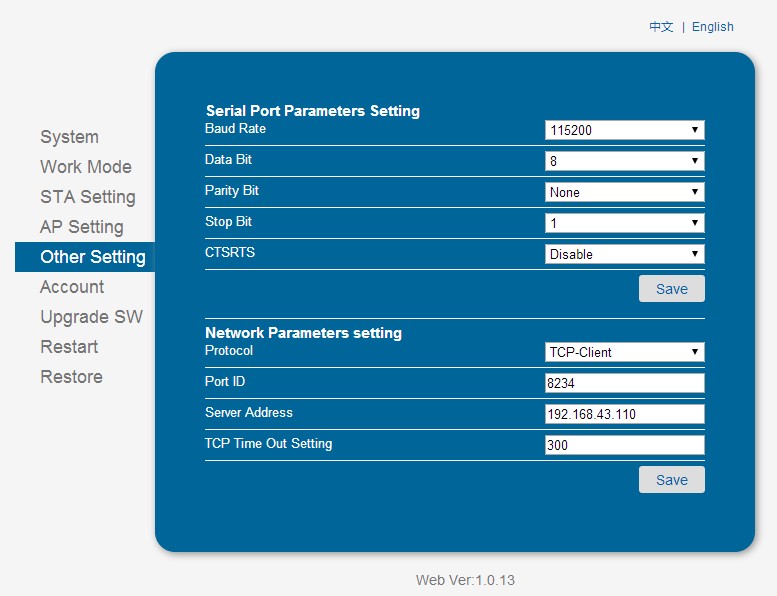 中文 | English
System
Work Mode
STA Setting
AP Setting
Other Setting
Account
Upgrade SW
Restart
Restore
Serial Port Parameters Setting
Baud Rate 115200
Data Bit 8
Parity Bit None
Stop Bit 1
CTSRTS Disable
Save
Network Parameters setting
Protocol TCP-Client
Port ID 8234
Server Address 192.168.43.110
TCP Time Out Setting 300
Save
Web Ver:1.0.13